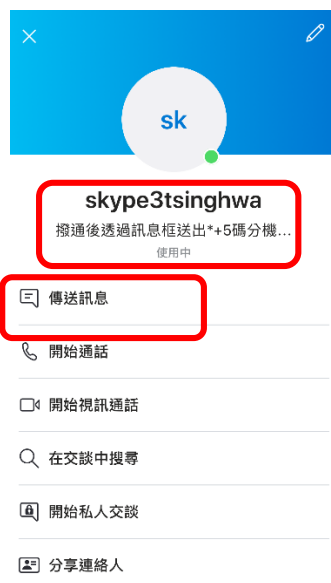 sk
skype3tsinghwa
撥通後透過訊息框送出*+5碼分機...
使用中
傳送訊息
開始通話
開始視訊通話
在交談中搜尋
開始私人交談
分享連絡人